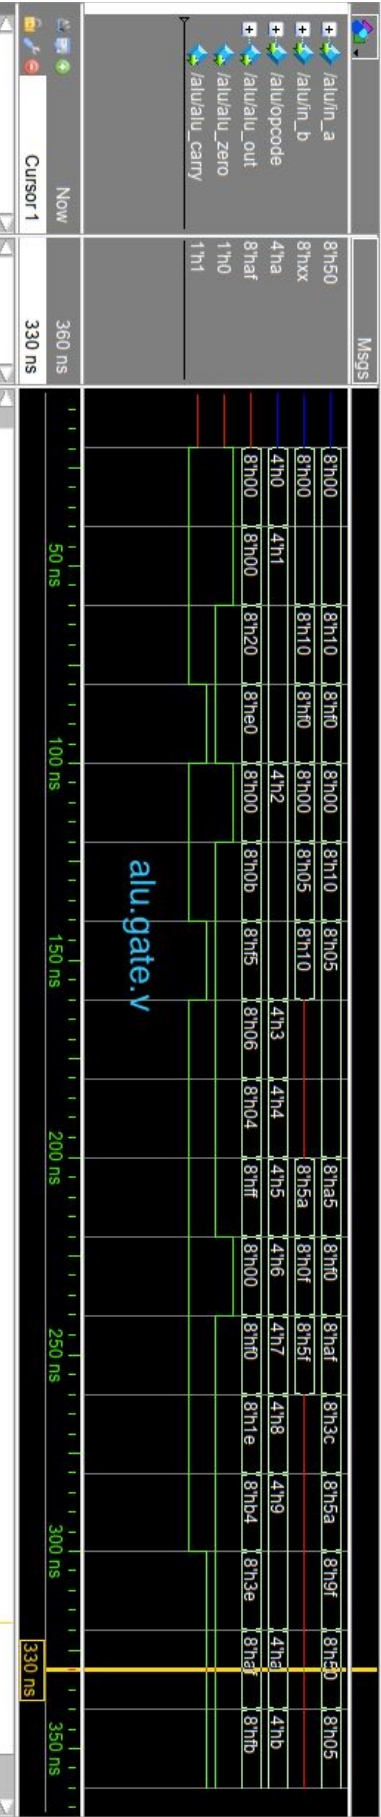 Msgs
/alu/in_a 8'h50 8'h00 8'h10 8'hf0 8'h00 8'h10 8'h05 8'ha5 8'hf0 8'haf 8'h3c 8'h5a 8'h9f 8'h50 8'h05
/alu/in_b 8'hxx 8'h00 8'h10 8'hf0 8'h00 8'h05 8'h10 8'h5a 8'h0f 8'h5f
/alu/opcode 4'ha 4'h0 4'h1 4'h2 4'h3 4'h4 4'h5 4'h6 4'h7 4'h8 4'h9 4'ha 4'hb
/alu/alu_out 8'haf 8'h00 8'h00 8'h20 8'he0 8'h00 8'h0b 8'hf5 8'h06 8'h04 8'hff 8'h00 8'hf0 8'h1e 8'hb4 8'h3e 8'haf 8'hfb
/alu/alu_zero 1'h0
/alu/alu_carry 1'h1
alu.gate.v
Now 360 ns 50 ns 100 ns 150 ns 200 ns 250 ns 300 ns 350 ns
Cursor 1 330 ns 330 ns